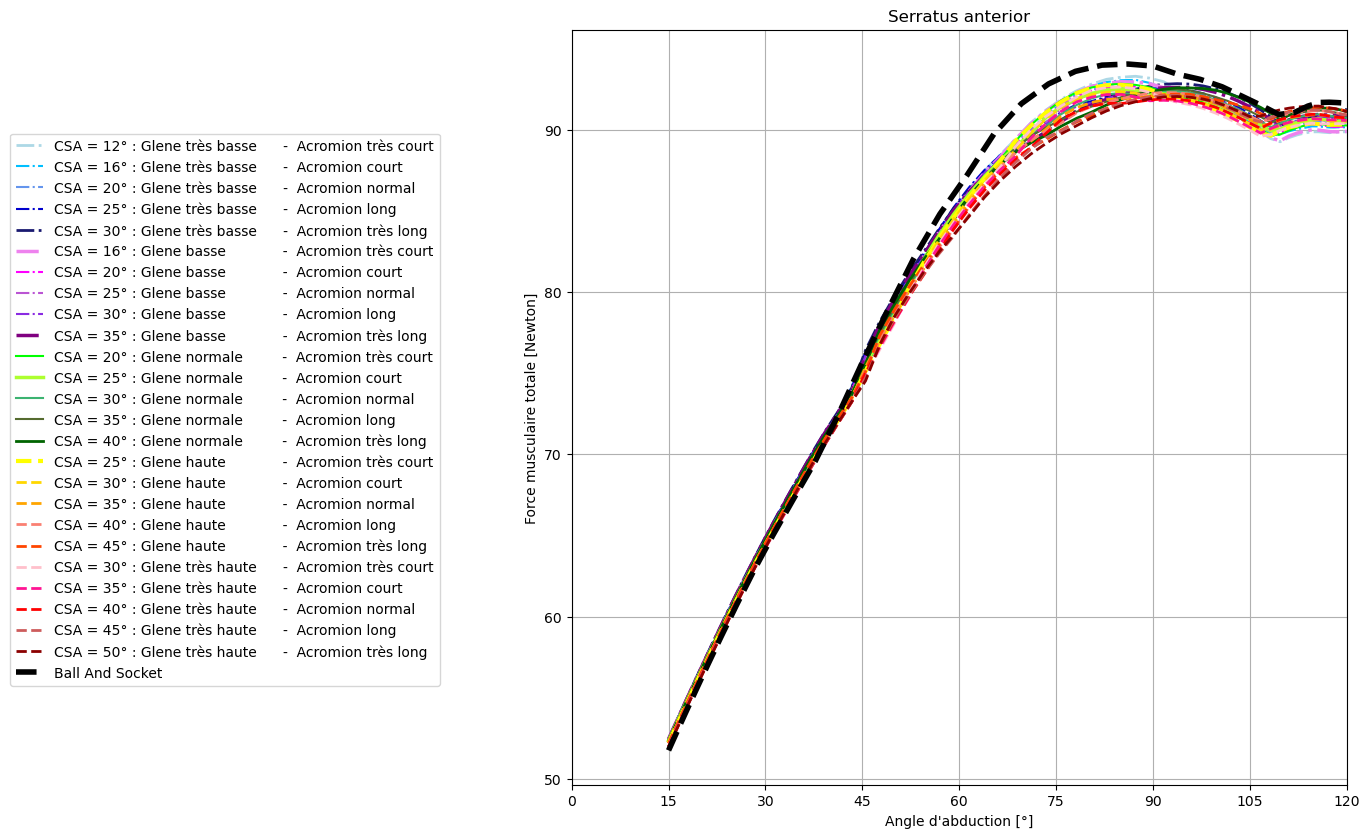 Serratus anterior
CSA = 12° : Glene très basse - Acromion très court
CSA = 16° : Glene très basse - Acromion court
CSA = 20° : Glene très basse - Acromion normal
CSA = 25° : Glene très basse - Acromion long
CSA = 30° : Glene très basse - Acromion très long
CSA = 16° : Glene basse - Acromion très court
CSA = 20° : Glene basse - Acromion court
CSA = 25° : Glene basse - Acromion normal
CSA = 30° : Glene basse - Acromion long
CSA = 35° : Glene basse - Acromion très long
CSA = 20° : Glene normale - Acromion très court
CSA = 25° : Glene normale - Acromion court
CSA = 30° : Glene normale - Acromion normal
CSA = 35° : Glene normale - Acromion long
CSA = 40° : Glene normale - Acromion très long
CSA = 25° : Glene haute - Acromion très court
CSA = 30° : Glene haute - Acromion court
CSA = 35° : Glene haute - Acromion normal
CSA = 40° : Glene haute - Acromion long
CSA = 45° : Glene haute - Acromion très long
CSA = 30° : Glene très haute - Acromion très court
CSA = 35° : Glene très haute - Acromion court
CSA = 40° : Glene très haute - Acromion normal
CSA = 45° : Glene très haute - Acromion long
CSA = 50° : Glene très haute - Acromion très long
Ball And Socket
Force musculaire totale [Newton]
90
80
70
60
50
0 15 30 45 60 75 90 105 120
Angle d'abduction [°]